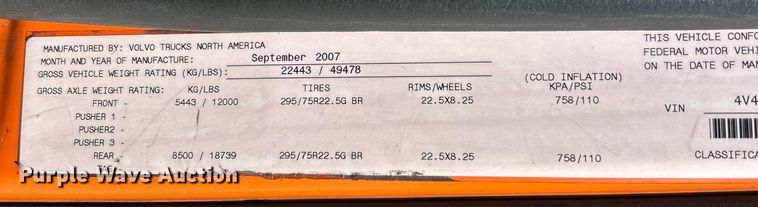 MANUFACTURED BY: VOLVO TRUCKS NORTH AMERICA
MONTH AND YEAR OF MANUFACTURE: September 2007
GROSS VEHICLE WEIGHT RATING (KG/LBS): 22443 / 49478
GROSS AXLE WEIGHT RATING: KG/LBS: TIRES RIMS/WHEELS (COLD INFLATION) KPA/PSI
FRONT - 5443 / 12000 295/75R22.5G BR 22.5X8.25 758/110
PUSHER 1 -
PUSHER2 -
PUSHER 3 -
REAR - 8500 / 18739 295/75R22.5G BR 22.5X8.25 758/110
THIS VEHICLE CONFO
FEDERAL MOTOR VEHI
ON THE DATE OF MAN
VIN 4V4
CLASSIFICA
Purple Wave Auction